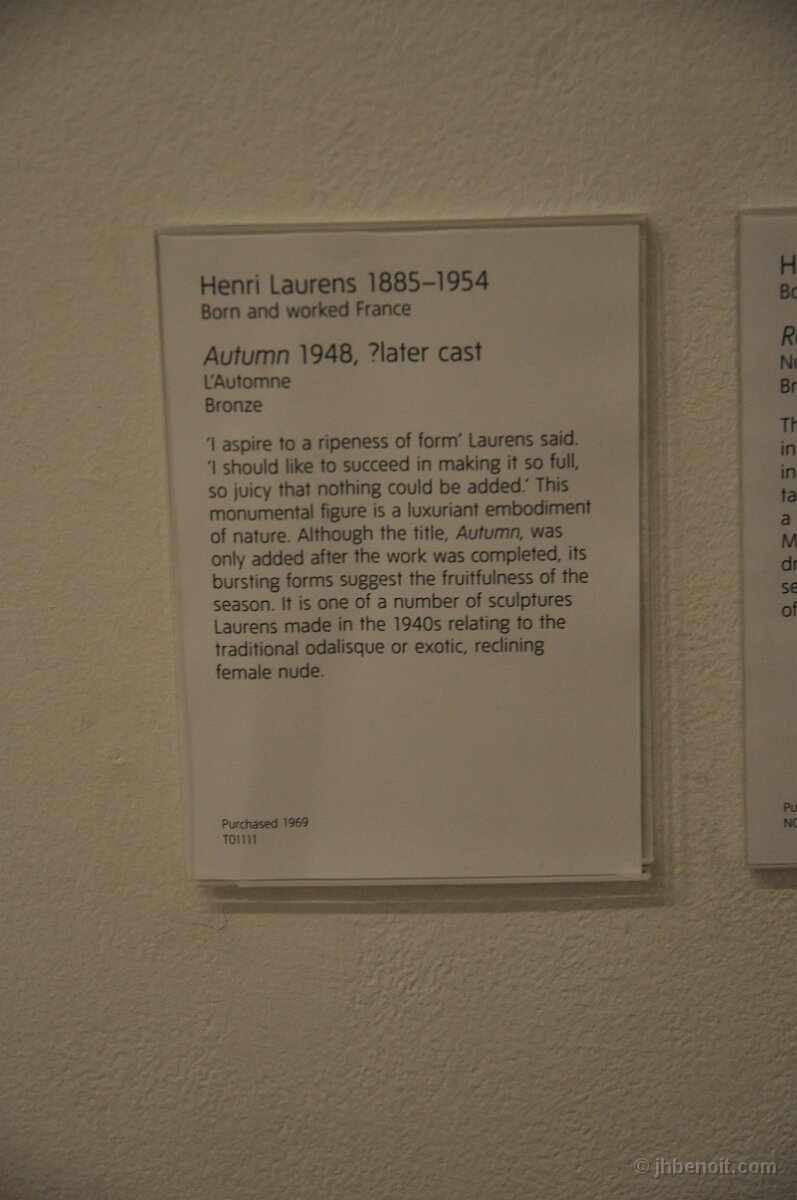 Henri Laurens 1885–1954
Born and worked France
Autumn 1948, ?later cast
L'Automne
Bronze
'I aspire to a ripeness of form' Laurens said.
'I should like to succeed in making it so full,
so juicy that nothing could be added.' This
monumental figure is a luxuriant embodiment
of nature. Although the title, Autumn, was
only added after the work was completed, its
bursting forms suggest the fruitfulness of the
season. It is one of a number of sculptures
Laurens made in the 1940s relating to the
traditional odalisque or exotic, reclining
female nude.
Purchased 1969
T01111
© jhbenoit.com